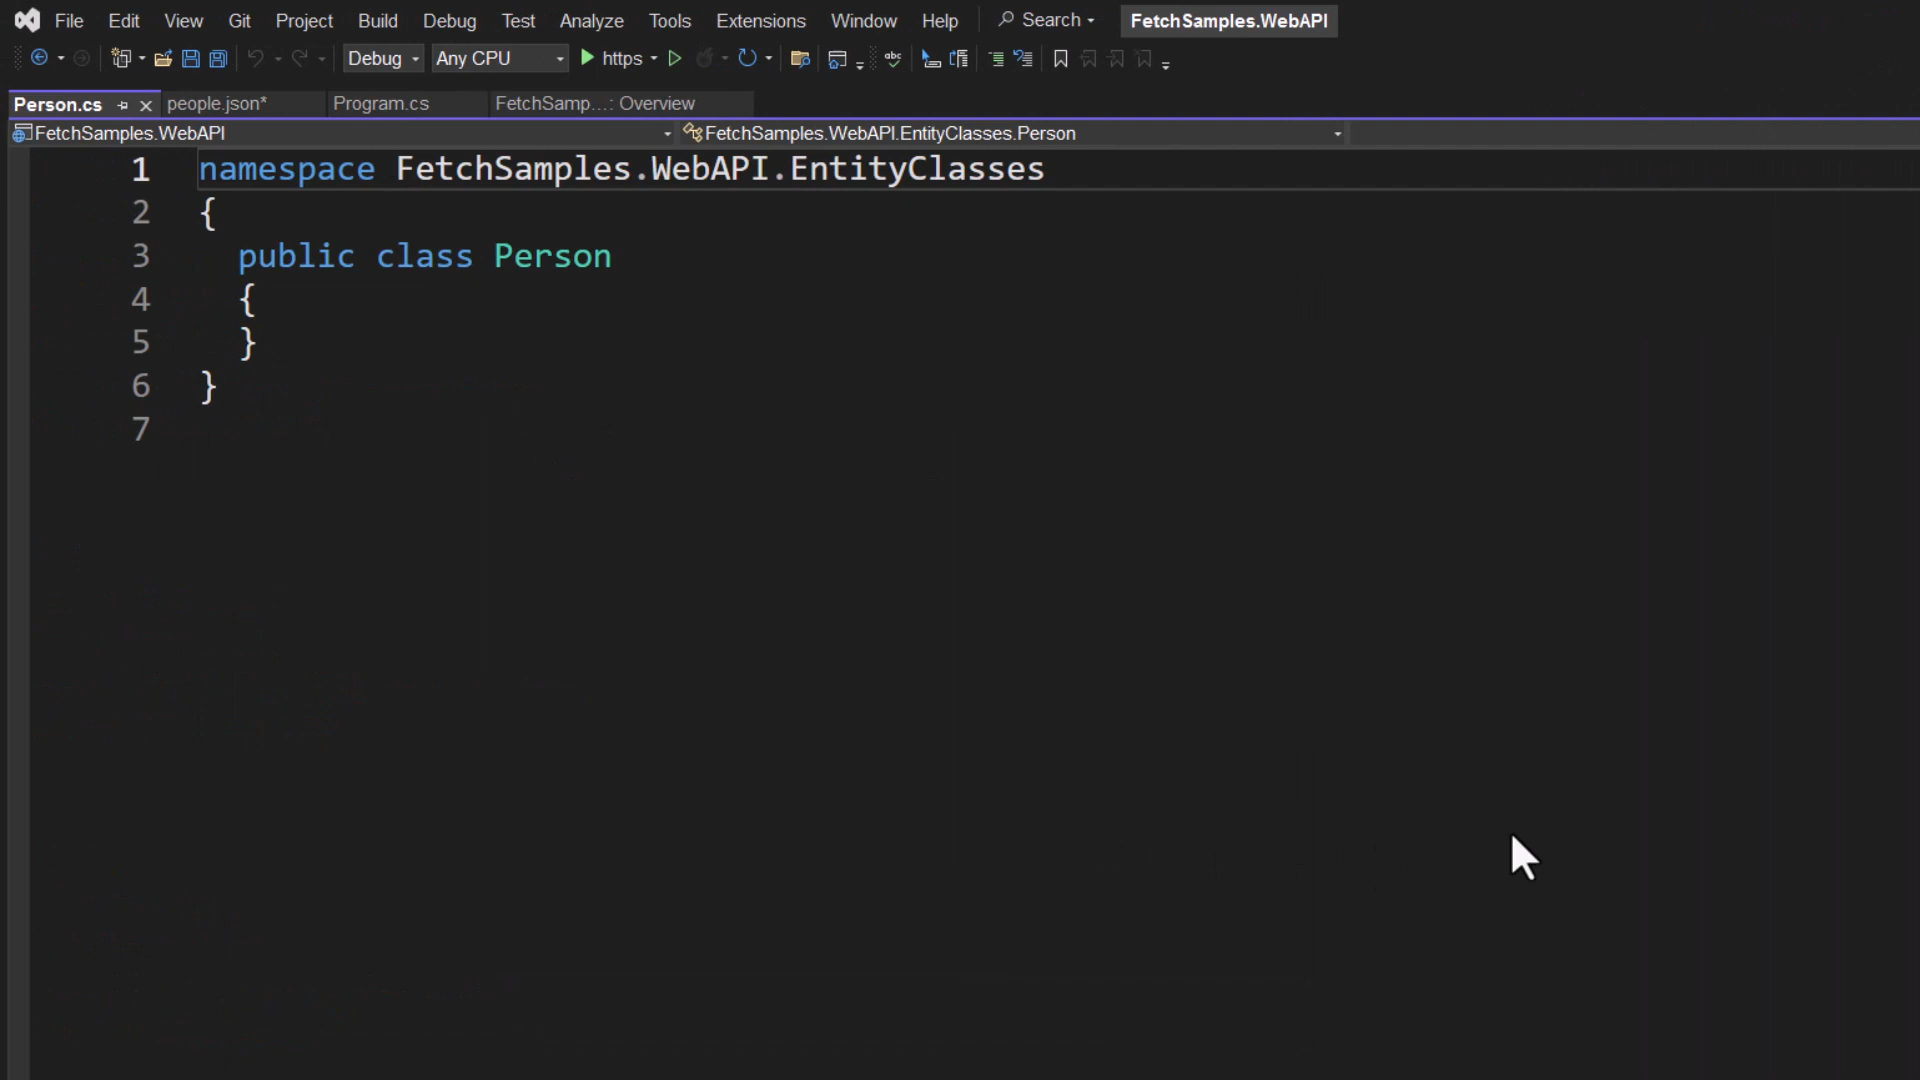 File Edit View Git Project Build Debug Test Analyze Tools Extensions Window Help Search FetchSamples.WebAPI
Debug Any CPU https abc
Person.cs people.json* Program.cs FetchSamp...: Overview
FetchSamples.WebAPI FetchSamples.WebAPI.EntityClasses.Person
1 namespace FetchSamples.WebAPI.EntityClasses
2 {
3 public class Person
4 {
5 }
6 }
7